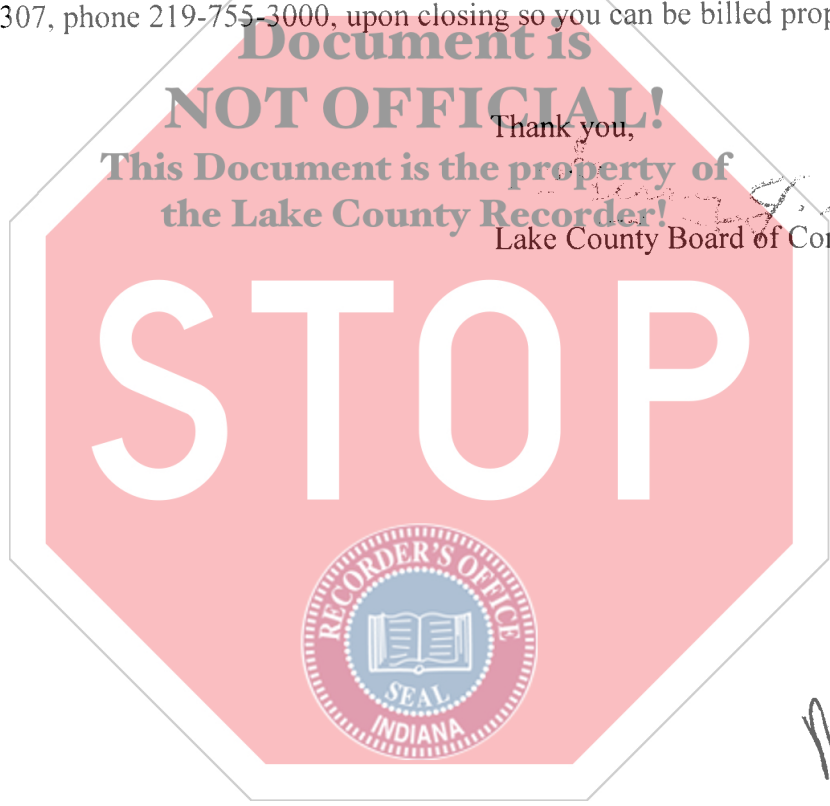 307, phone 219-755-3000, upon closing so you can be billed prop
Document is
NOT OFFICIAL!
Thank you,
This Document is the property of
the Lake County Recorder!
Lake County Board of Con
STOP
RECORDER'S OFFICE
SEAL
INDIANA